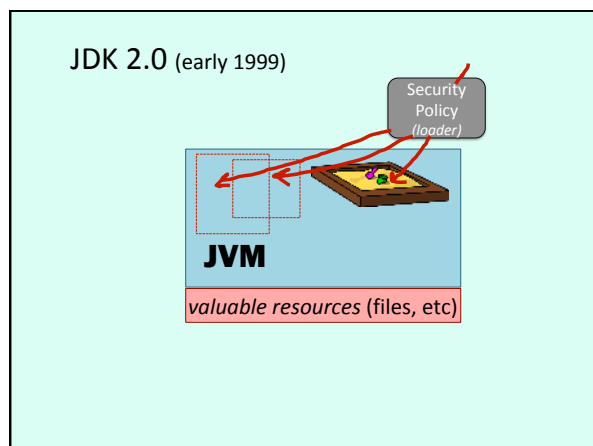 JDK 2.0 (early 1999)
Security
Policy
(loader)
JVM
valuable resources (files, etc)